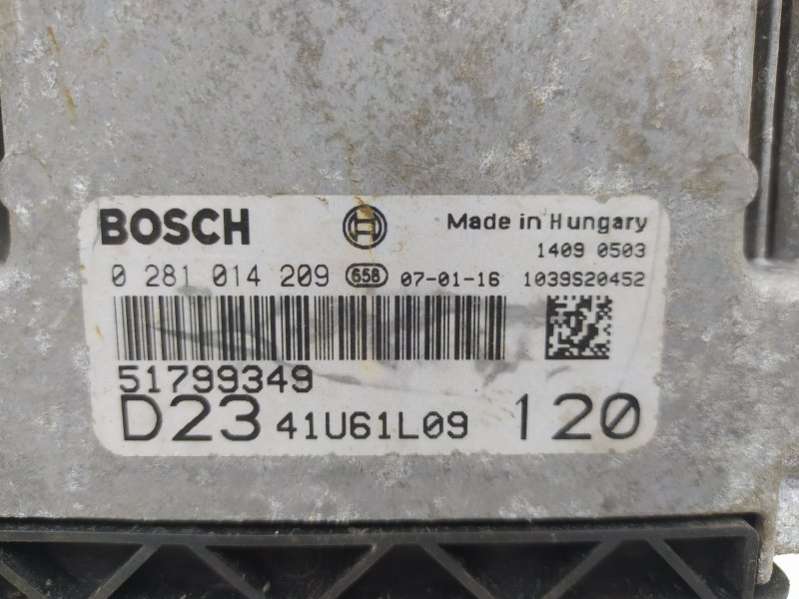 BOSCH Made in Hungary
1409 0503
0 281 014 209 658 07-01-16 1039S20452
51799349
D23 41U61L09 120